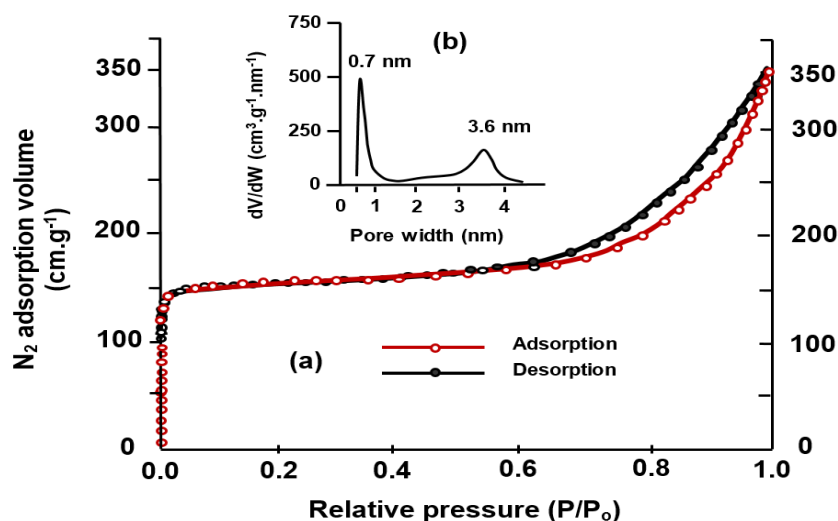 750
(b)
0.7 nm
500
3.6 nm
250
0
0 1 2 3 4
Pore width (nm)
dV/dW (cm³.g⁻¹.nm⁻¹)
350
300
200
150
100
0
350
300
200
100
0
N₂ adsorption volume
(cm.g⁻¹)
(a)
Adsorption
Desorption
0.0 0.2 0.4 0.6 0.8 1.0
Relative pressure (P/Pₒ)